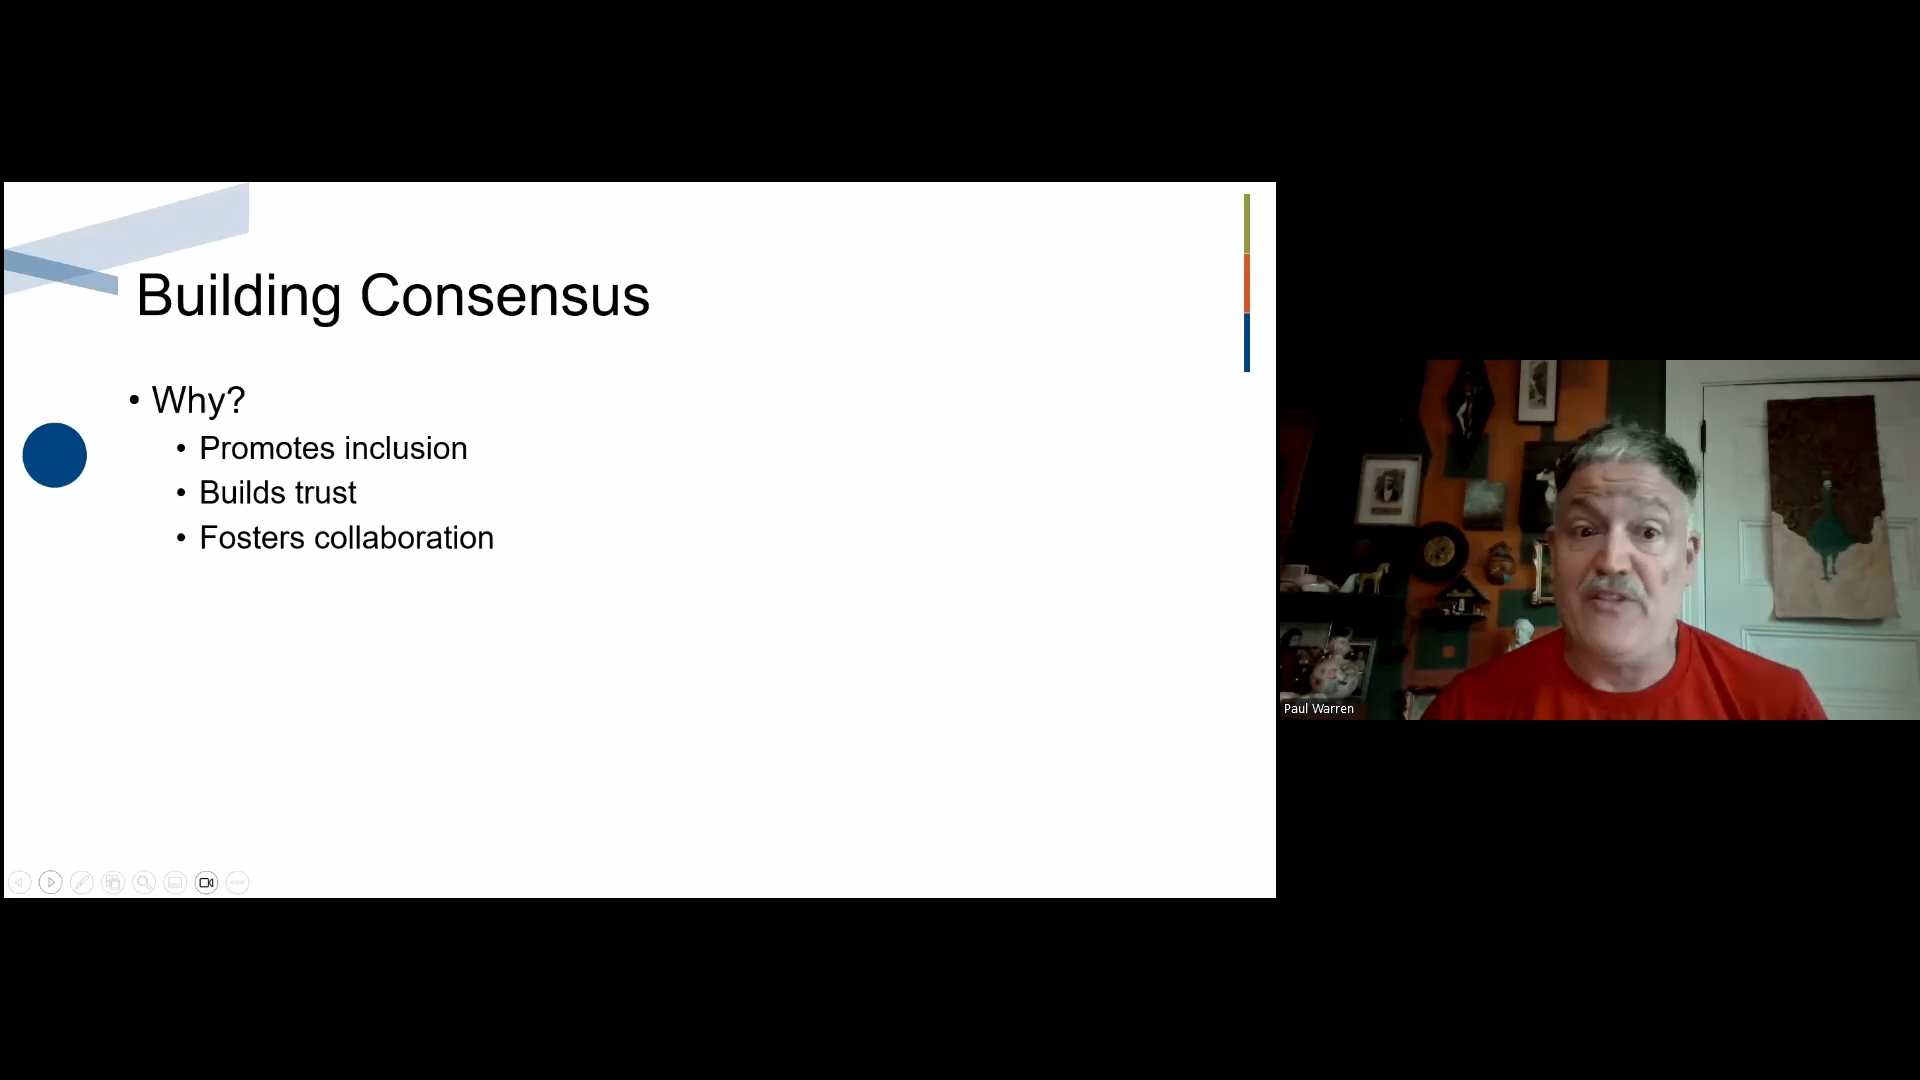 Building Consensus
• Why?
• Promotes inclusion
• Builds trust
• Fosters collaboration
Paul Warren